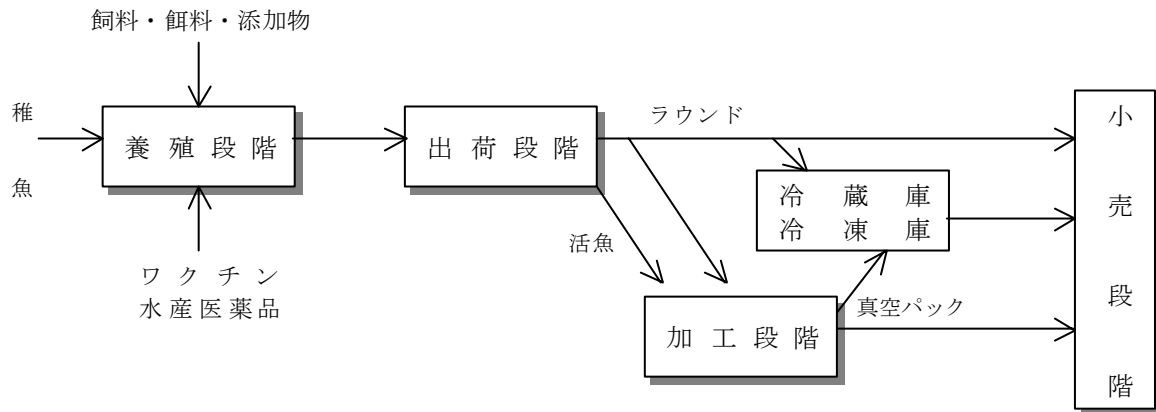 飼料・餌料・添加物
稚魚
養殖段階
ワクチン
水産医薬品
出荷段階
ラウンド
活魚
冷蔵庫
冷凍庫
加工段階
真空パック
小売段階